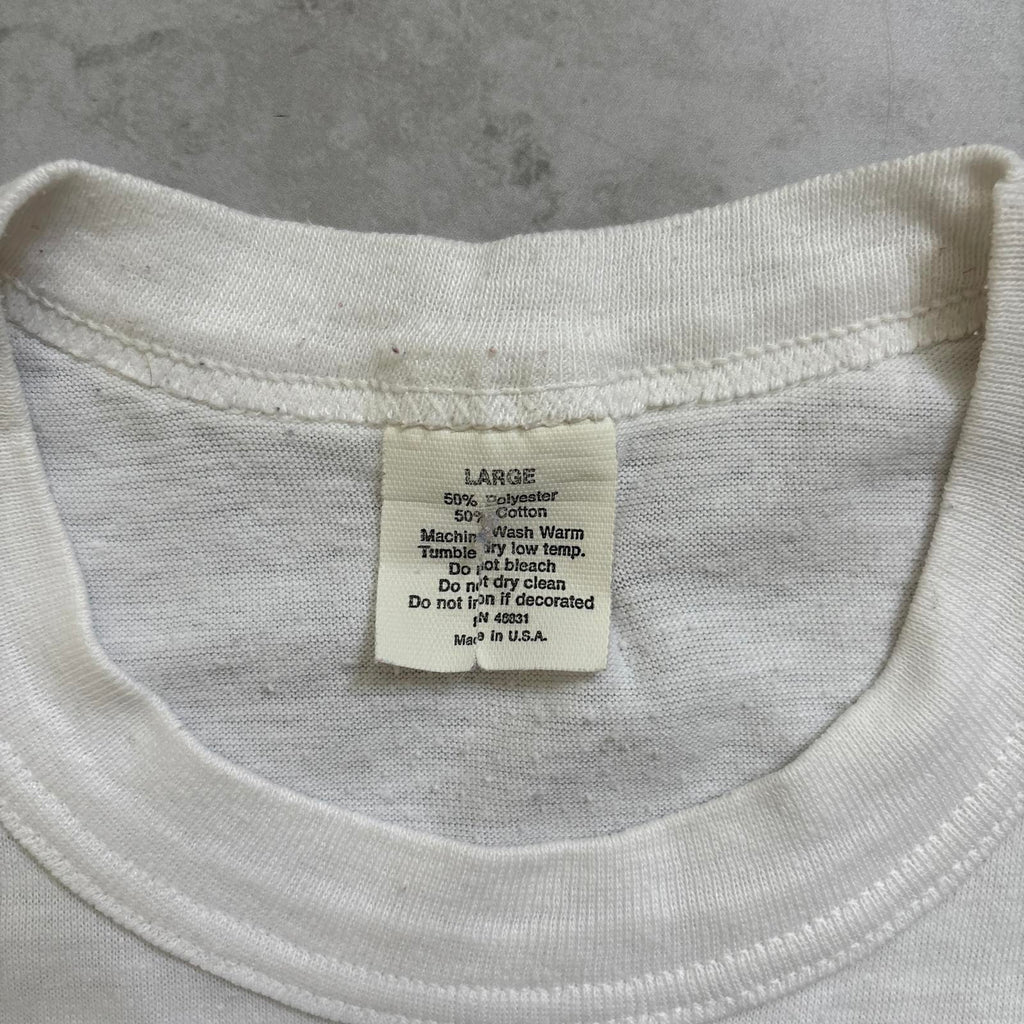 LARGE
50% Polyester
50% Cotton
Machine Wash Warm
Tumble dry low temp.
Do not bleach
Do not dry clean
Do not iron if decorated
RN 46031
Made in U.S.A.